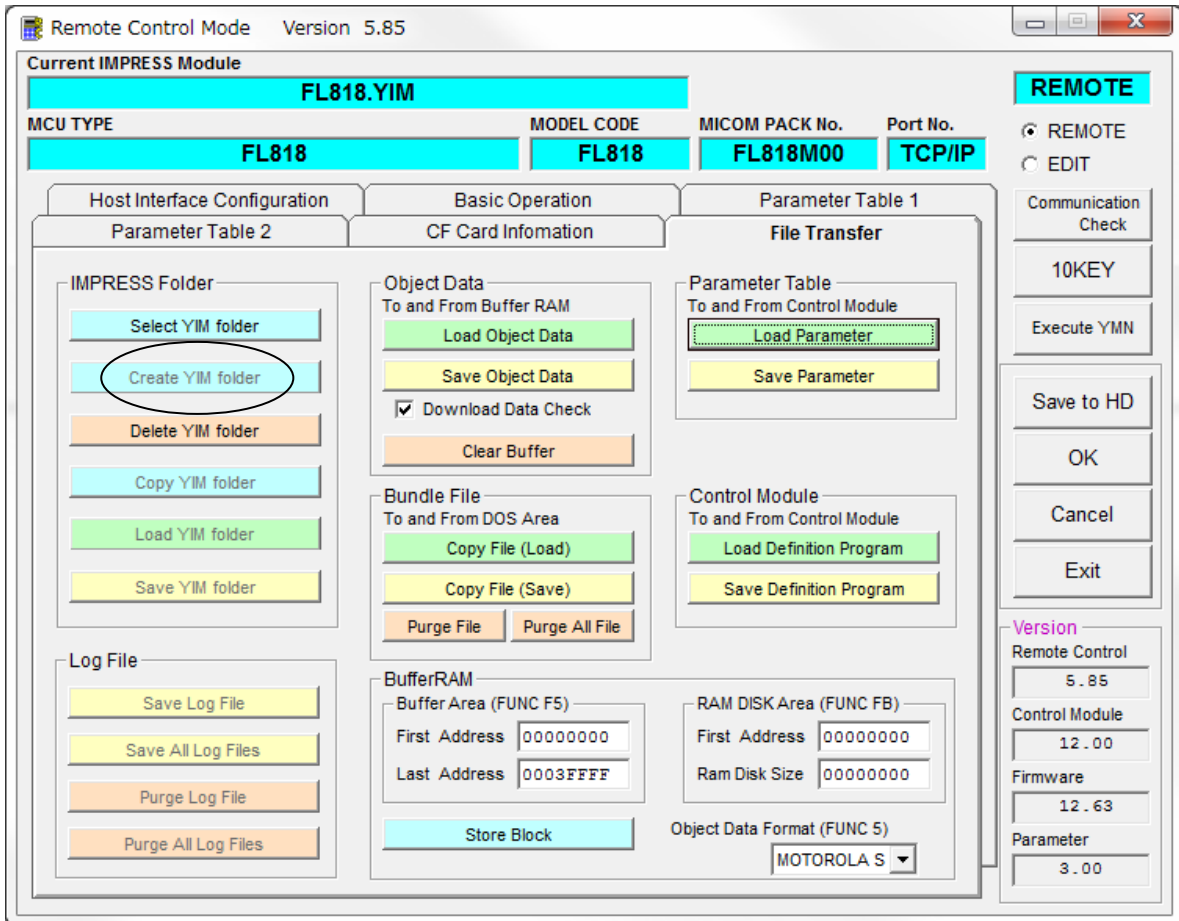 Remote Control Mode Version 5.85
Current IMPRESS Module
FL818.YIM
MCU TYPE
MODEL CODE
MICOM PACK No.
Port No.
FL818
FL818
FL818M00
TCP/IP
Host Interface Configuration
Basic Operation
Parameter Table 1
Parameter Table 2
CF Card Infomation
File Transfer
IMPRESS Folder
Select YIM folder
Create YIM folder
Delete YIM folder
Copy YIM folder
Load YIM folder
Save YIM folder
Log File
Save Log File
Save All Log Files
Purge Log File
Purge All Log Files
Object Data
To and From Buffer RAM
Load Object Data
Save Object Data
Download Data Check
Clear Buffer
Bundle File
To and From DOS Area
Copy File (Load)
Copy File (Save)
Purge File
Purge All File
Parameter Table
To and From Control Module
Load Parameter
Save Parameter
Control Module
To and From Control Module
Load Definition Program
Save Definition Program
BufferRAM
Buffer Area (FUNC F5)
First Address 00000000
Last Address 0003FFFF
Store Block
RAM DISK Area (FUNC FB)
First Address 00000000
Ram Disk Size 00000000
Object Data Format (FUNC 5)
MOTOROLA S
REMOTE
REMOTE
EDIT
Communication
Check
10KEY
Execute YMN
Save to HD
OK
Cancel
Exit
Version
Remote Control
5.85
Control Module
12.00
Firmware
12.63
Parameter
3.00